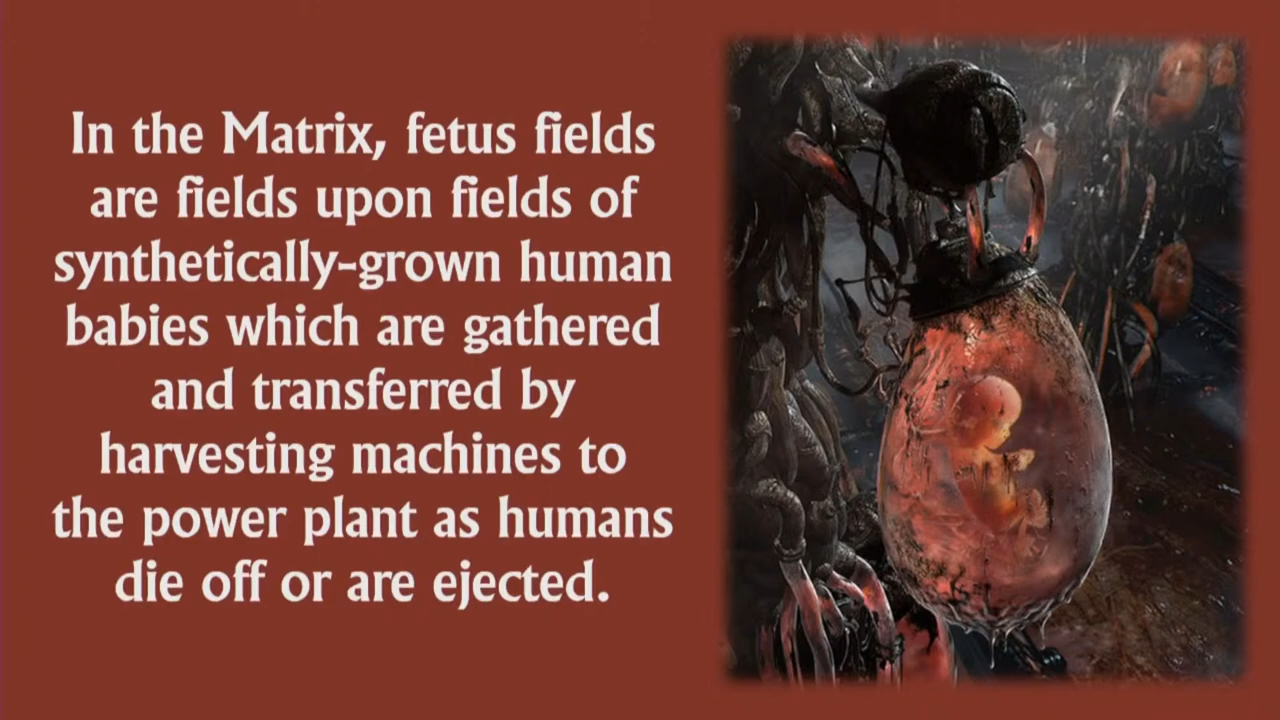 In the Matrix, fetus fields
are fields upon fields of
synthetically-grown human
babies which are gathered
and transferred by
harvesting machines to
the power plant as humans
die off or are ejected.